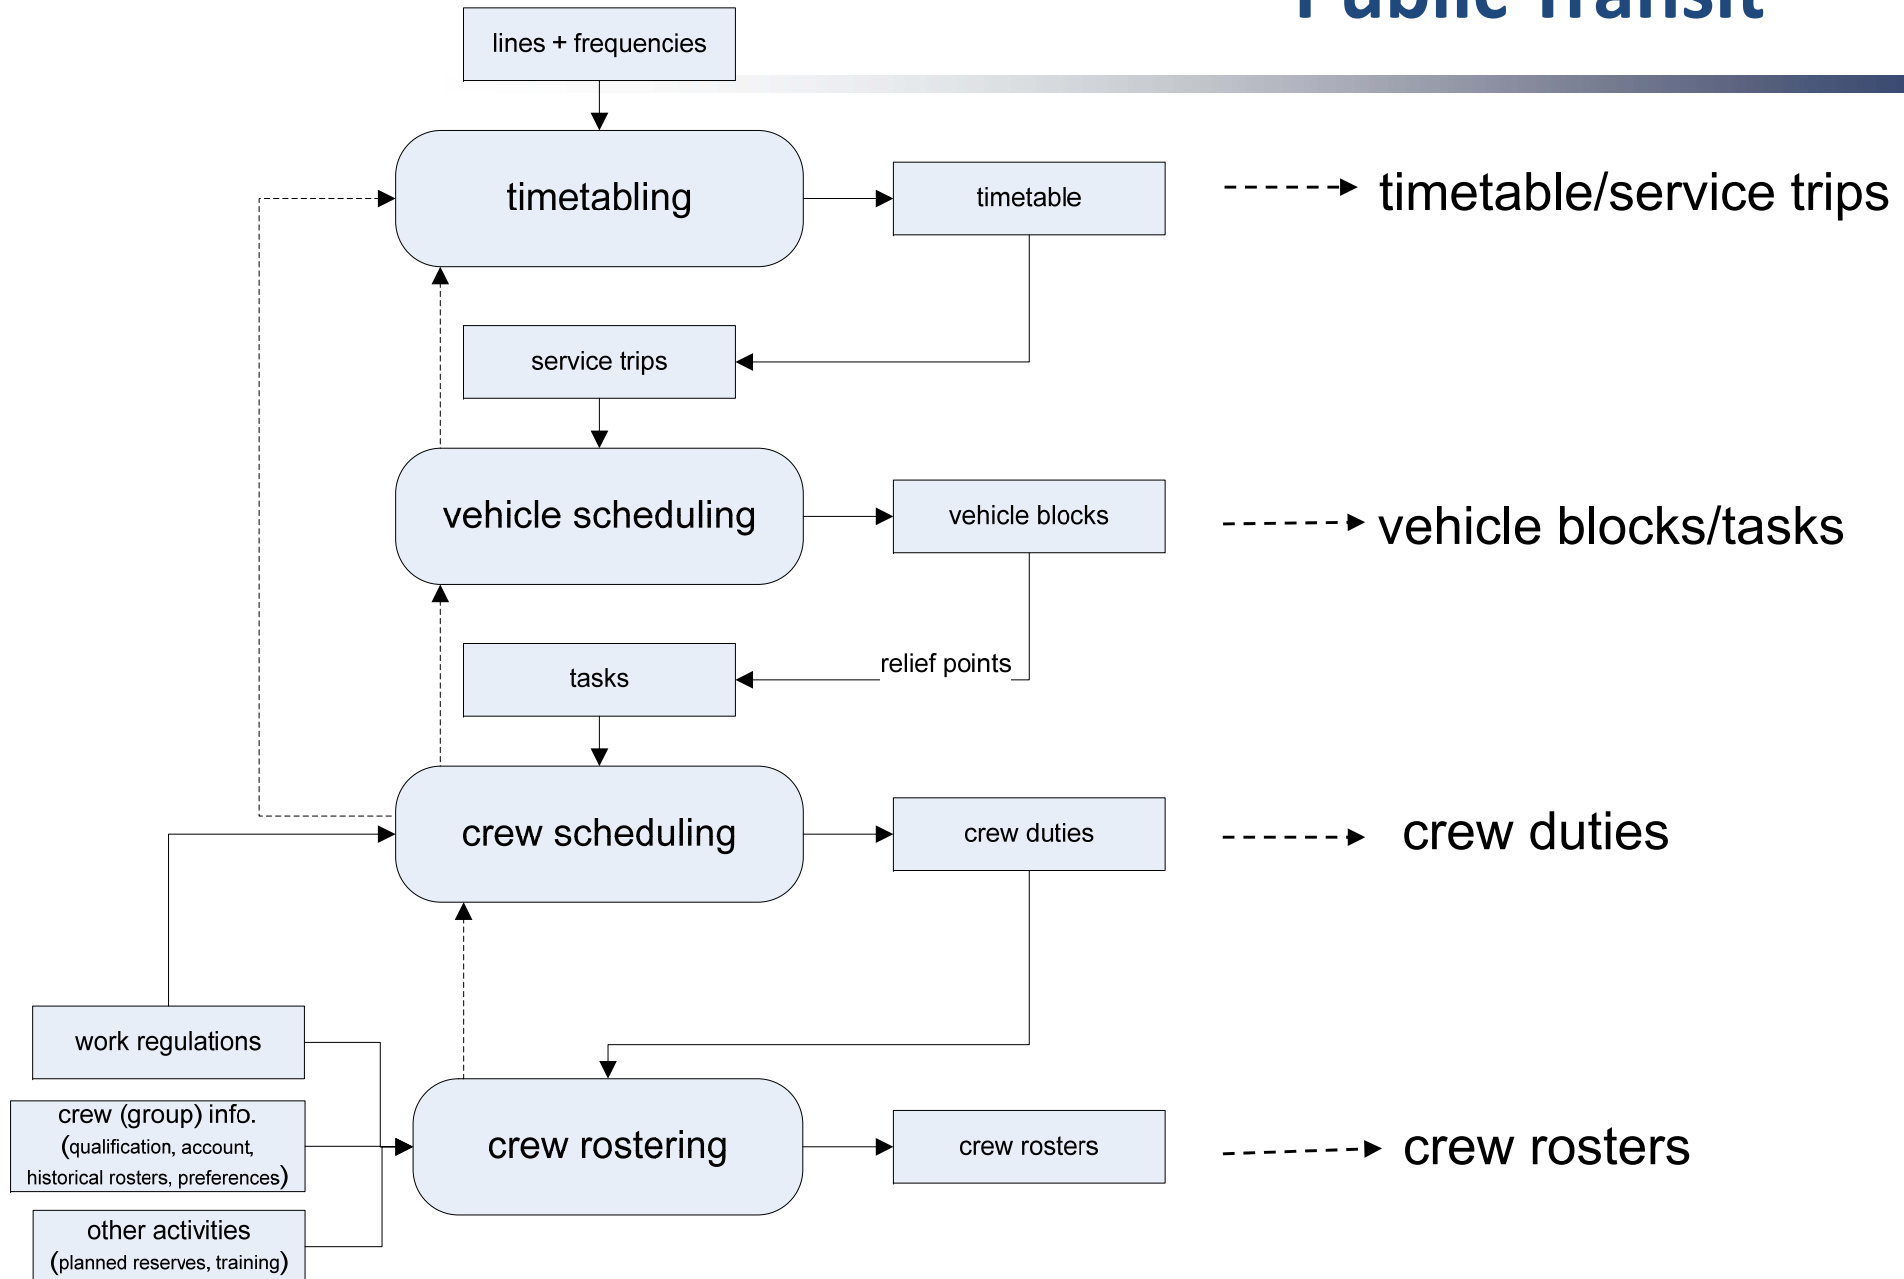 Public Transit
lines + frequencies
timetabling
timetable
timetable/service trips
service trips
vehicle scheduling
vehicle blocks
vehicle blocks/tasks
relief points
tasks
crew scheduling
crew duties
crew duties
work regulations
crew (group) info.
(qualification, account,
historical rosters, preferences)
crew rostering
crew rosters
crew rosters
other activities
(planned reserves, training)